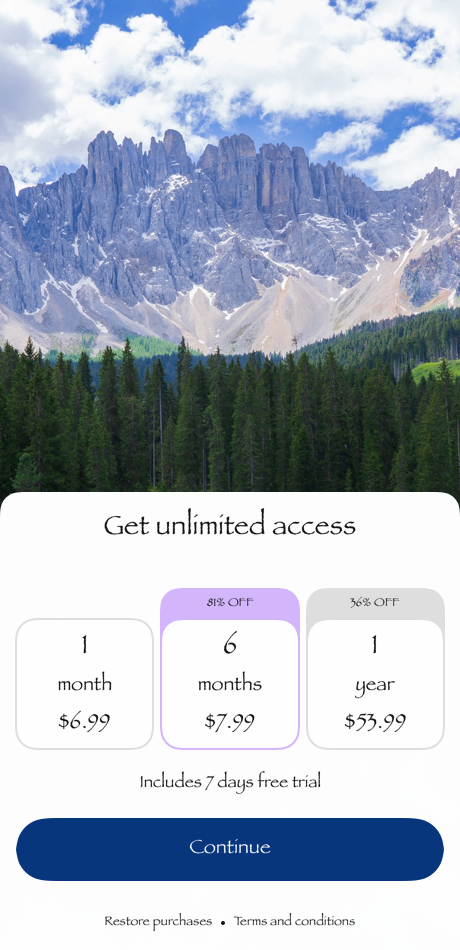 Get unlimited access
81% OFF
36% OFF
1
month
$6.99
6
months
$7.99
1
year
$53.99
Includes 7 days free trial
Continue
Restore purchases • Terms and conditions